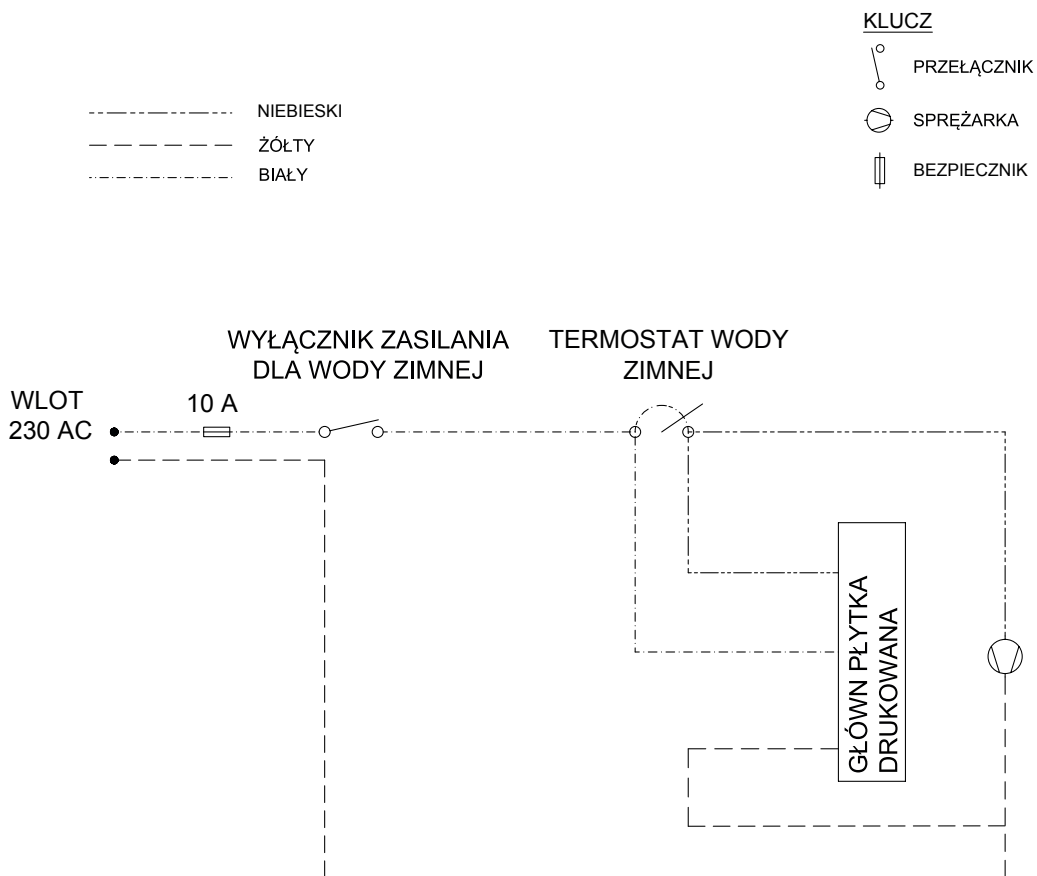 KLUCZ
PRZEŁĄCZNIK
SPRĘŻARKA
BEZPIECZNIK
NIEBIESKI
ŻÓŁTY
BIAŁY
WYŁĄCZNIK ZASILANIA
DLA WODY ZIMNEJ
TERMOSTAT WODY
ZIMNEJ
WLOT
230 AC
10 A
GŁÓWN PŁYTKA
DRUKOWANA